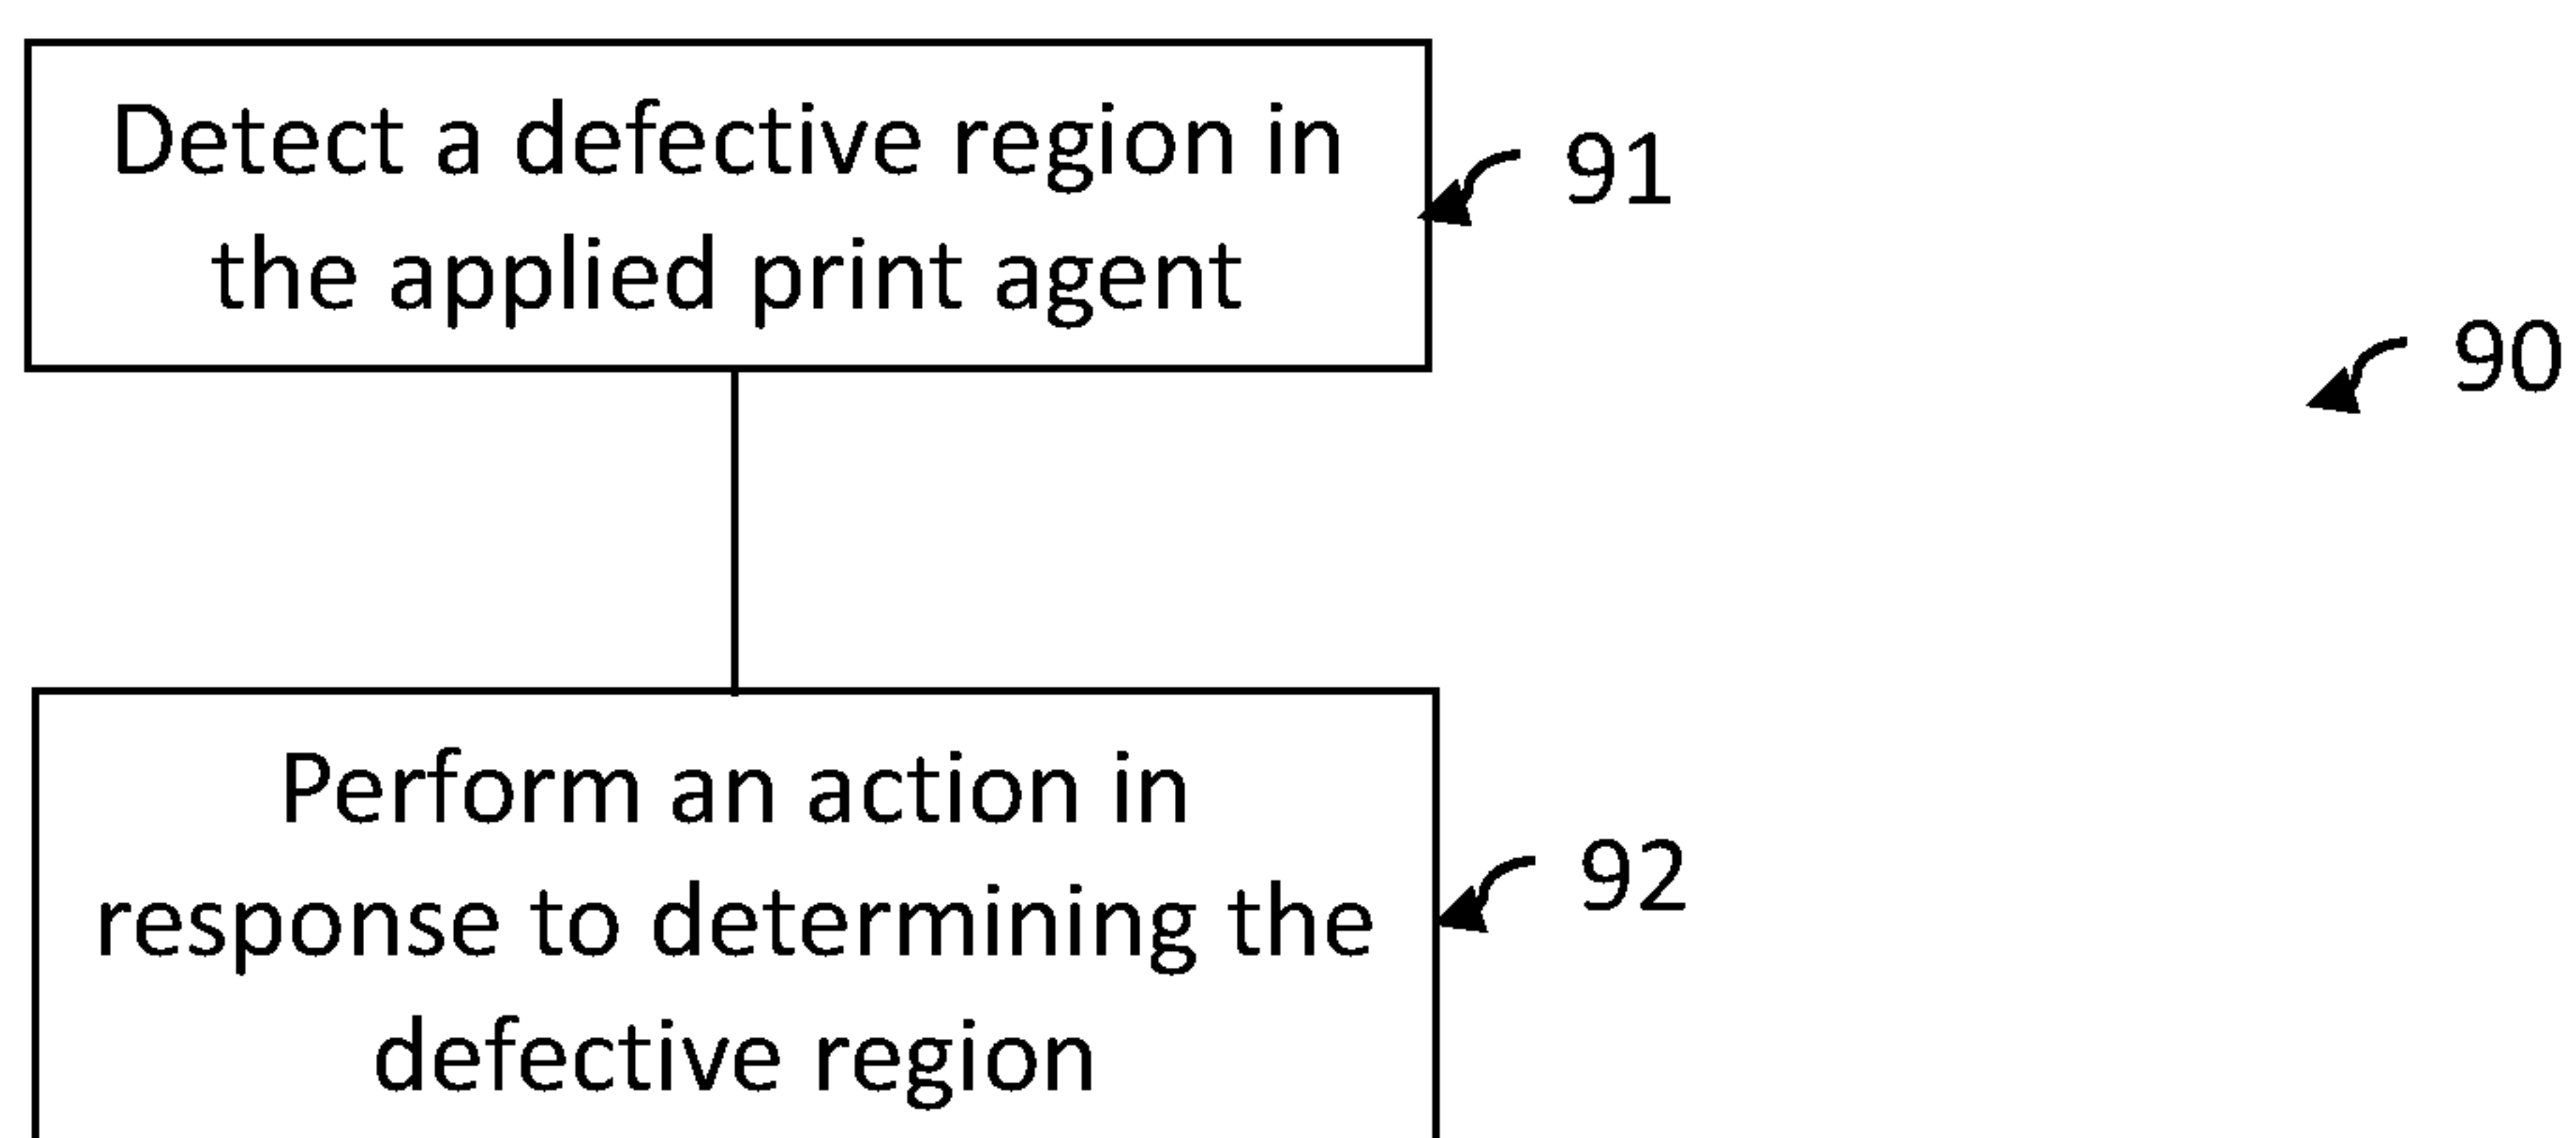 Detect a defective region in
the applied print agent
91
90
Perform an action in
response to determining the
defective region
92